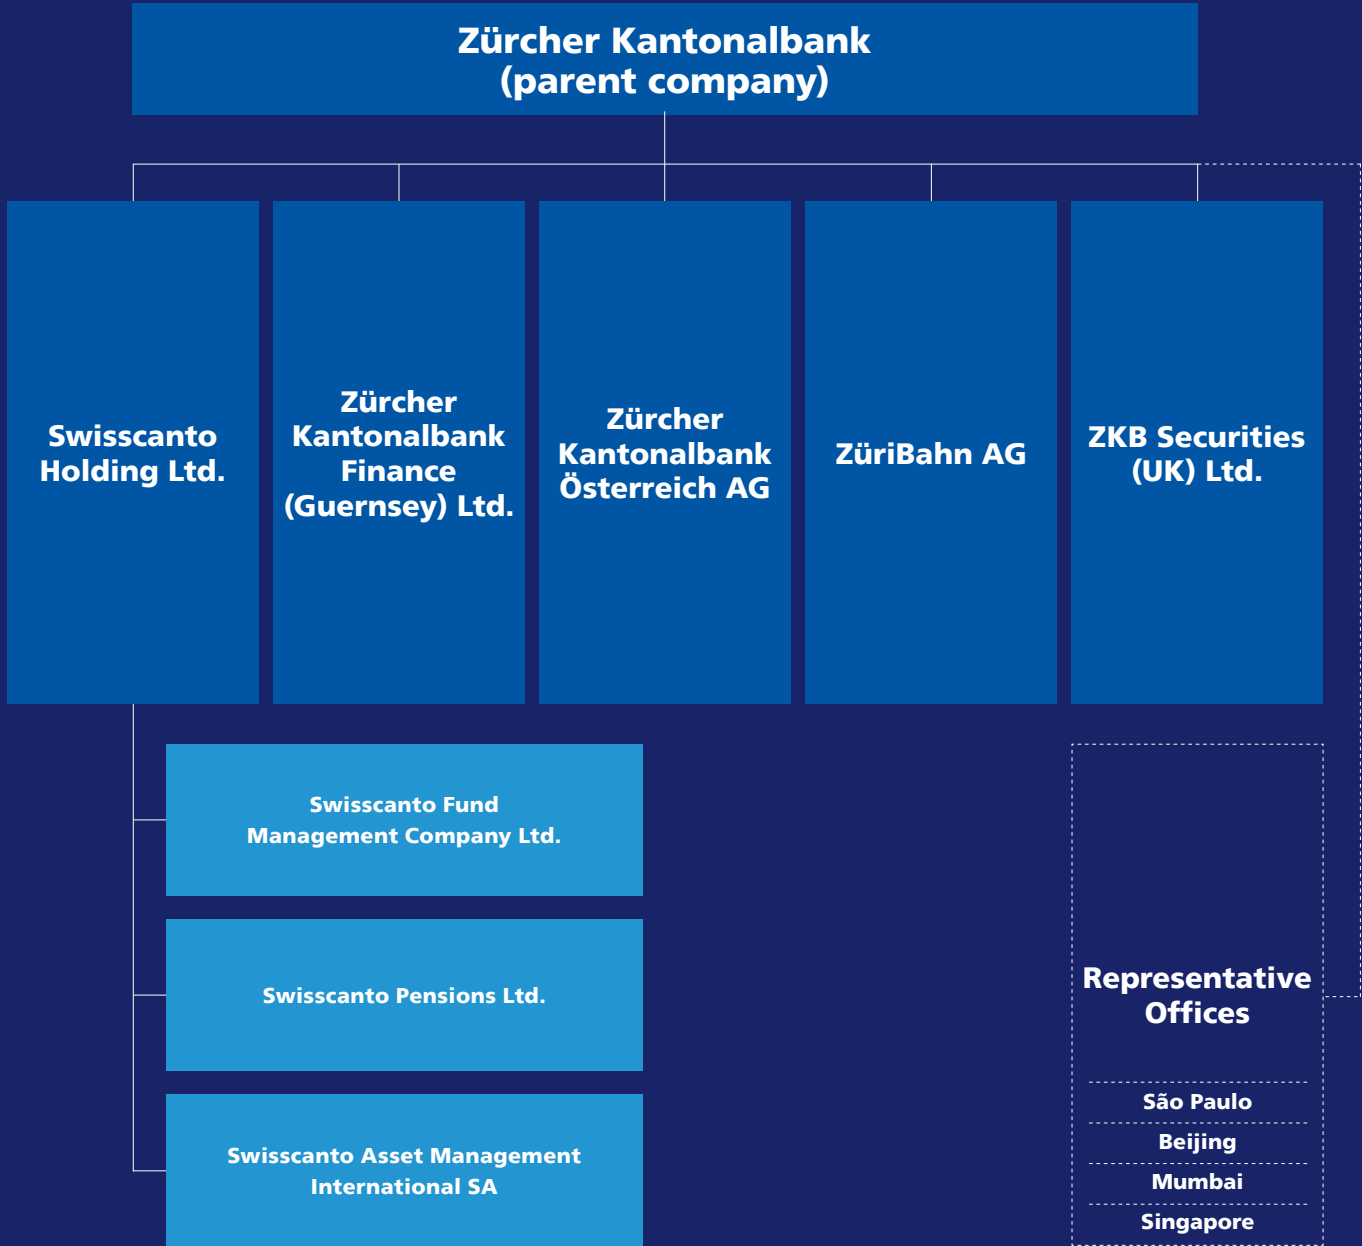 Zürcher Kantonalbank
(parent company)
Swisscanto
Holding Ltd.
Zürcher
Kantonalbank
Finance
(Guernsey) Ltd.
Zürcher
Kantonalbank
Österreich AG
ZüriBahn AG
ZKB Securities
(UK) Ltd.
Swisscanto Fund
Management Company Ltd.
Swisscanto Pensions Ltd.
Swisscanto Asset Management
International SA
Representative
Offices
São Paulo
Beijing
Mumbai
Singapore